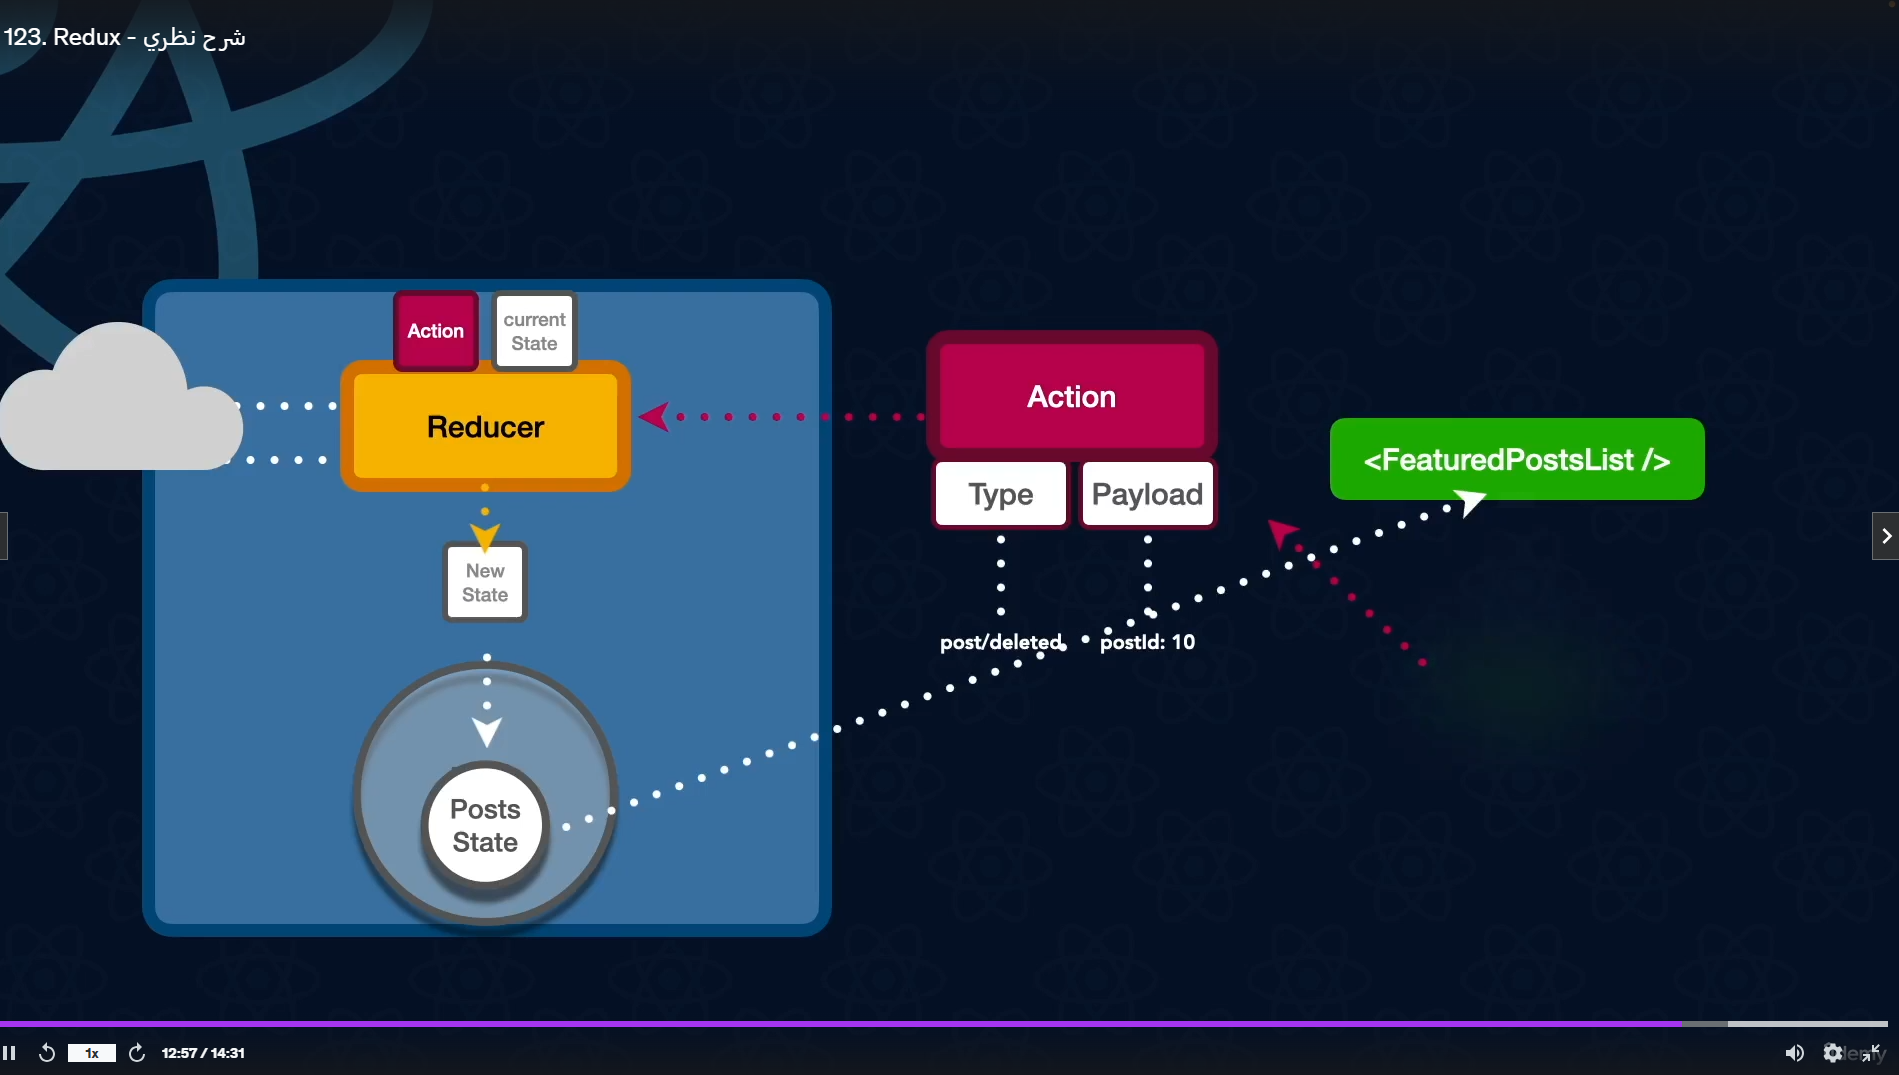 123. Redux - شرح نظري
Action
current
State
Reducer
New
State
Posts
State
Action
Type
Payload
post/deleted
postId: 10
<FeaturedPostsList />
1x
12:57 / 14:31
ûdemy